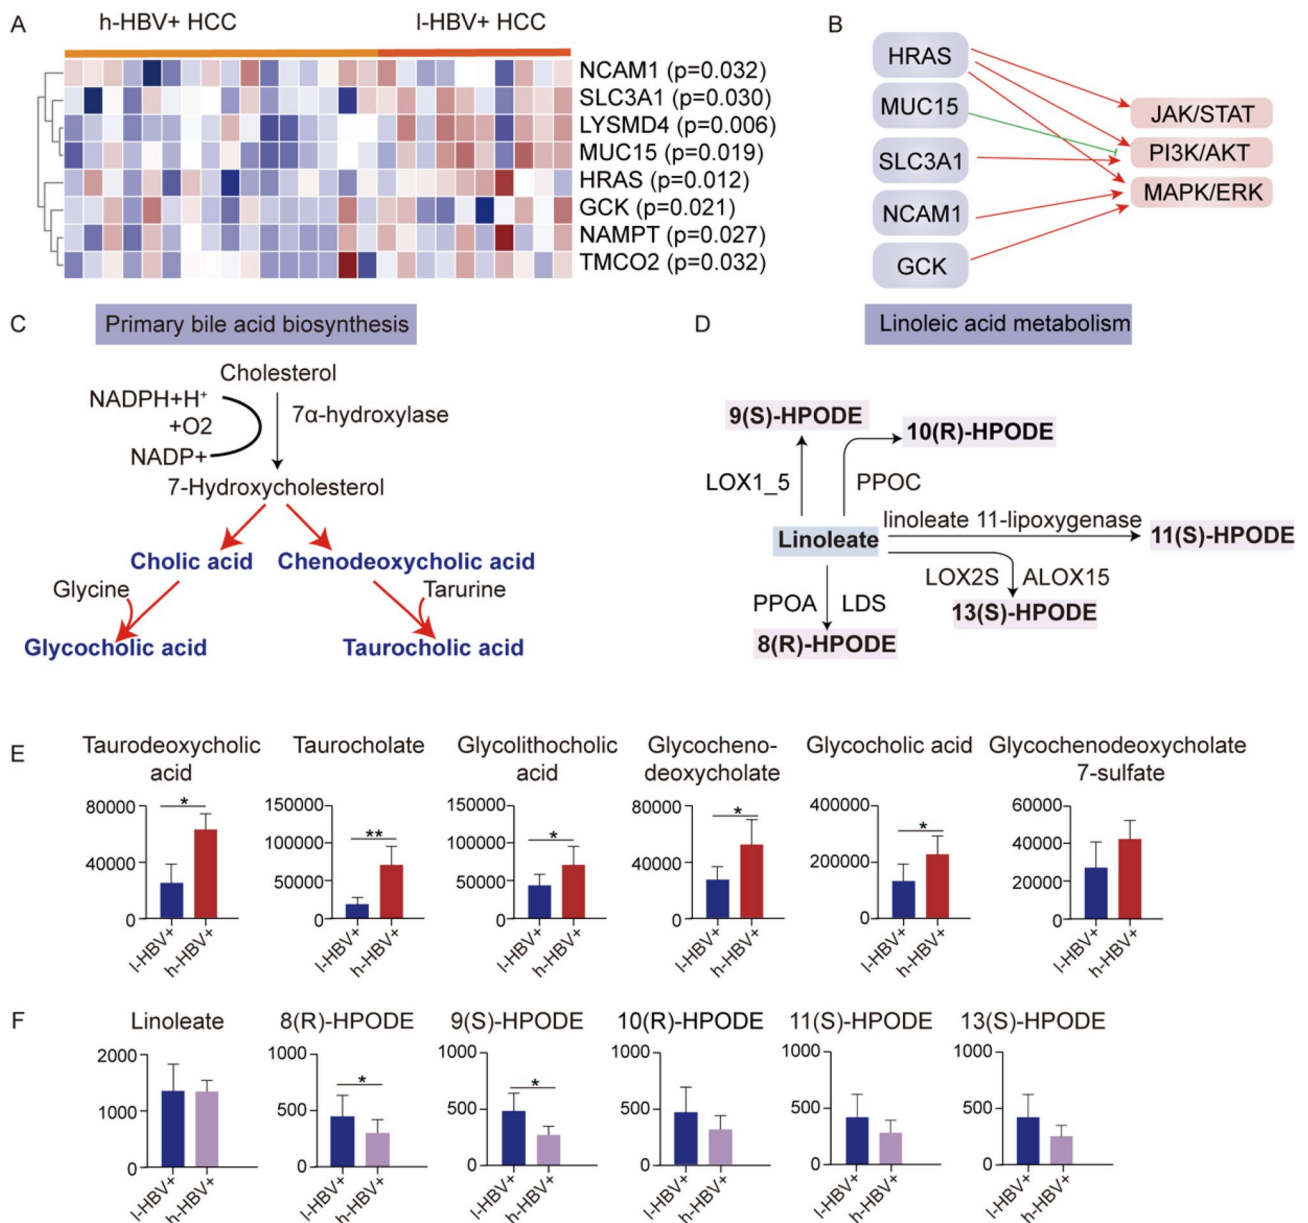 A
h-HBV+ HCC
l-HBV+ HCC
NCAM1 (p=0.032)
SLC3A1 (p=0.030)
LYSMD4 (p=0.006)
MUC15 (p=0.019)
HRAS (p=0.012)
GCK (p=0.021)
NAMPT (p=0.027)
TMCO2 (p=0.032)
B
HRAS
MUC15
SLC3A1
NCAM1
GCK
JAK/STAT
PI3K/AKT
MAPK/ERK
C
Primary bile acid biosynthesis
Cholesterol
NADPH+H⁺
+O2
NADP+
7α-hydroxylase
7-Hydroxycholesterol
Cholic acid
Chenodeoxycholic acid
Glycine
Tarurine
Glycocholic acid
Taurocholic acid
D
Linoleic acid metabolism
9(S)-HPODE
10(R)-HPODE
LOX1_5
PPOC
Linoleate
linoleate 11-lipoxygenase
11(S)-HPODE
LOX2S
ALOX15
13(S)-HPODE
PPOA
LDS
8(R)-HPODE
E
Taurodeoxycholic
acid
80000
40000
0
*
l-HBV+
h-HBV+
Taurocholate
150000
100000
50000
0
**
l-HBV+
h-HBV+
Glycolithocholic
acid
150000
100000
50000
0
*
l-HBV+
h-HBV+
Glycocheno-
deoxycholate
80000
40000
0
*
l-HBV+
h-HBV+
Glycocholic acid
400000
200000
0
*
l-HBV+
h-HBV+
Glycochenodeoxycholate
7-sulfate
60000
40000
20000
0
l-HBV+
h-HBV+
F
Linoleate
2000
1000
0
l-HBV+
h-HBV+
8(R)-HPODE
1000
500
0
*
l-HBV+
h-HBV+
9(S)-HPODE
1000
500
0
*
l-HBV+
h-HBV+
10(R)-HPODE
1000
500
0
l-HBV+
h-HBV+
11(S)-HPODE
1000
500
0
l-HBV+
h-HBV+
13(S)-HPODE
1000
500
0
l-HBV+
h-HBV+